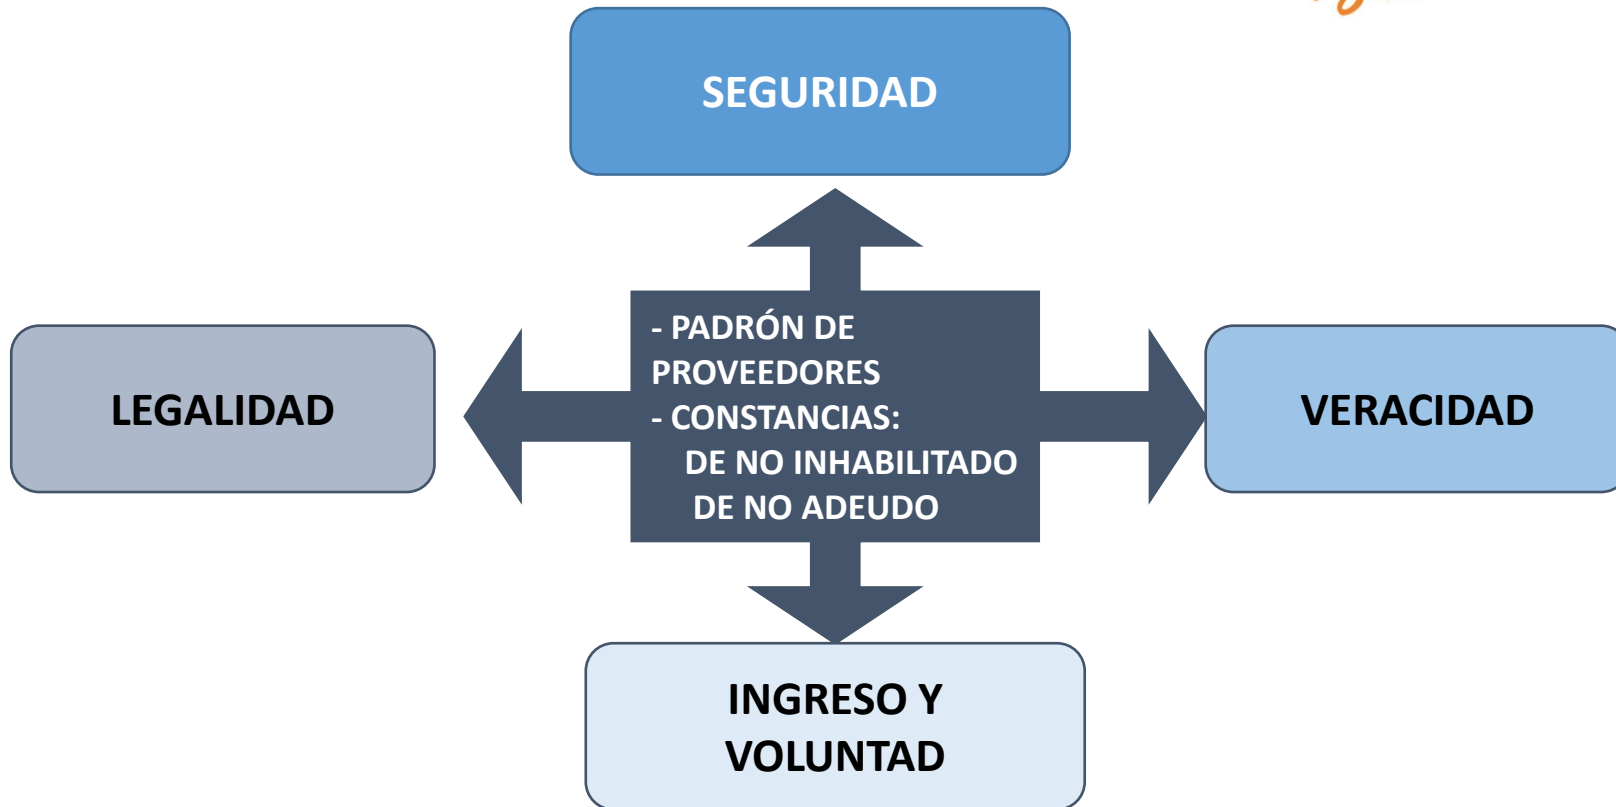 SEGURIDAD
- PADRÓN DE
PROVEEDORES
- CONSTANCIAS:
DE NO INHABILITADO
DE NO ADEUDO
LEGALIDAD
VERACIDAD
INGRESO Y
VOLUNTAD